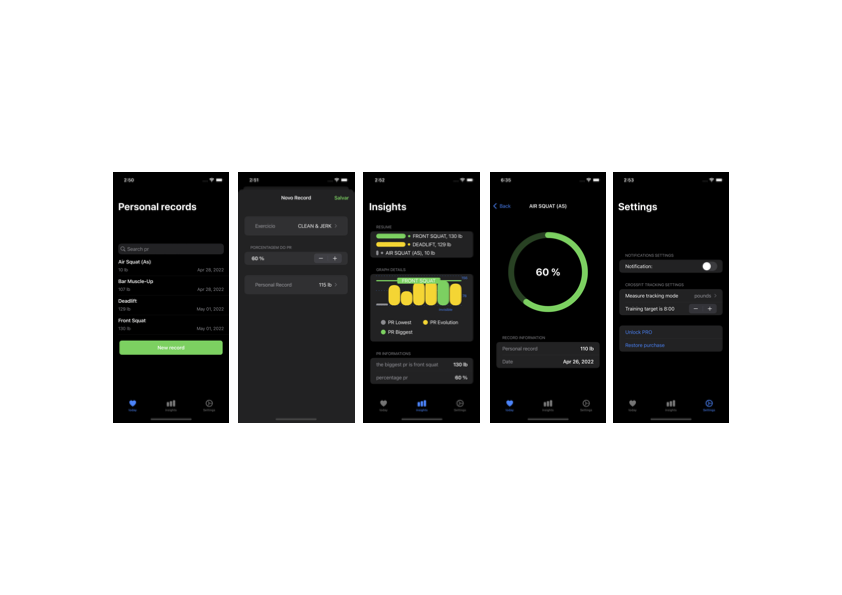 2:50
Personal records
Search pr
Air Squat (As)
10 lb Apr 28, 2022
Bar Muscle-Up
107 lb Apr 26, 2022
Deadlift
129 lb May 01, 2022
Front Squat
130 lb May 01, 2022
New record
Today Insights Settings
2:51
Novo Record Salvar
Exercício CLEAN & JERK
PORCENTAGEM DO PR
60 % − +
Personal Record 115 lb
2:52
Insights
RESUME
FRONT SQUAT, 130 lb
DEADLIFT, 129 lb
AIR SQUAT (AS), 10 lb
GRAPH DETAILS
FRONT SQUAT
PR Lowest PR Evolution
PR Biggest
PR INFORMATIONS
the biggest pr is front squat 130 lb
percentage pr 60 %
Today Insights Settings
6:35
Back AIR SQUAT (AS)
60 %
RECORD INFORMATION
Personal record 110 lb
Date Apr 26, 2022
Today Insights Settings
2:53
Settings
NOTIFICATIONS SETTINGS
Notification:
CROSSFIT TRACKING SETTINGS
Measure tracking mode pounds
Training target is 8:00 − +
Unlock PRO
Restore purchase
Today Insights Settings